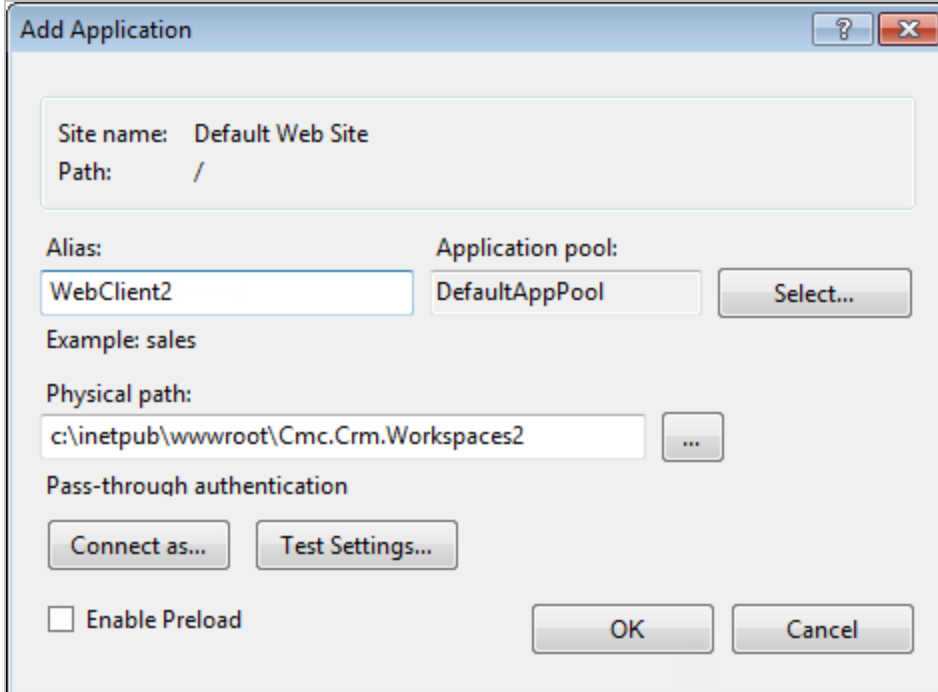 Add Application
?
Site name: Default Web Site
Path: /
Alias:
Application pool:
WebClient2
DefaultAppPool
Select...
Example: sales
Physical path:
c:\inetpub\wwwroot\Cmc.Crm.Workspaces2
...
Pass-through authentication
Connect as...
Test Settings...
Enable Preload
OK
Cancel